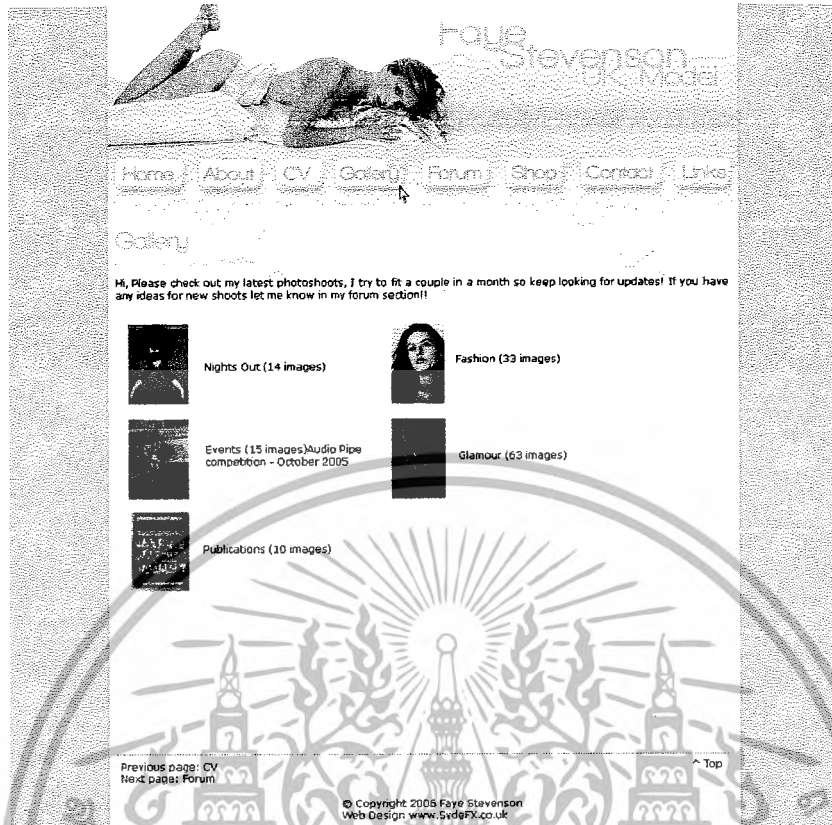 Faye
Stevenson
UK Model
Home About CV Gallery Forum Shop Contact Links
Gallery
Hi, Please check out my latest photoshoots, I try to fit a couple in a month so keep looking for updates! If you have
any ideas for new shoots let me know in my forum section!!
Nights Out (14 images)
Fashion (33 images)
Events (15 images)Audio Pipe
competition - October 2005
Glamour (63 images)
Publications (10 images)
Previous page: CV
Next page: Forum
^ Top
© Copyright 2006 Faye Stevenson
Web Design www.SydeFX.co.uk